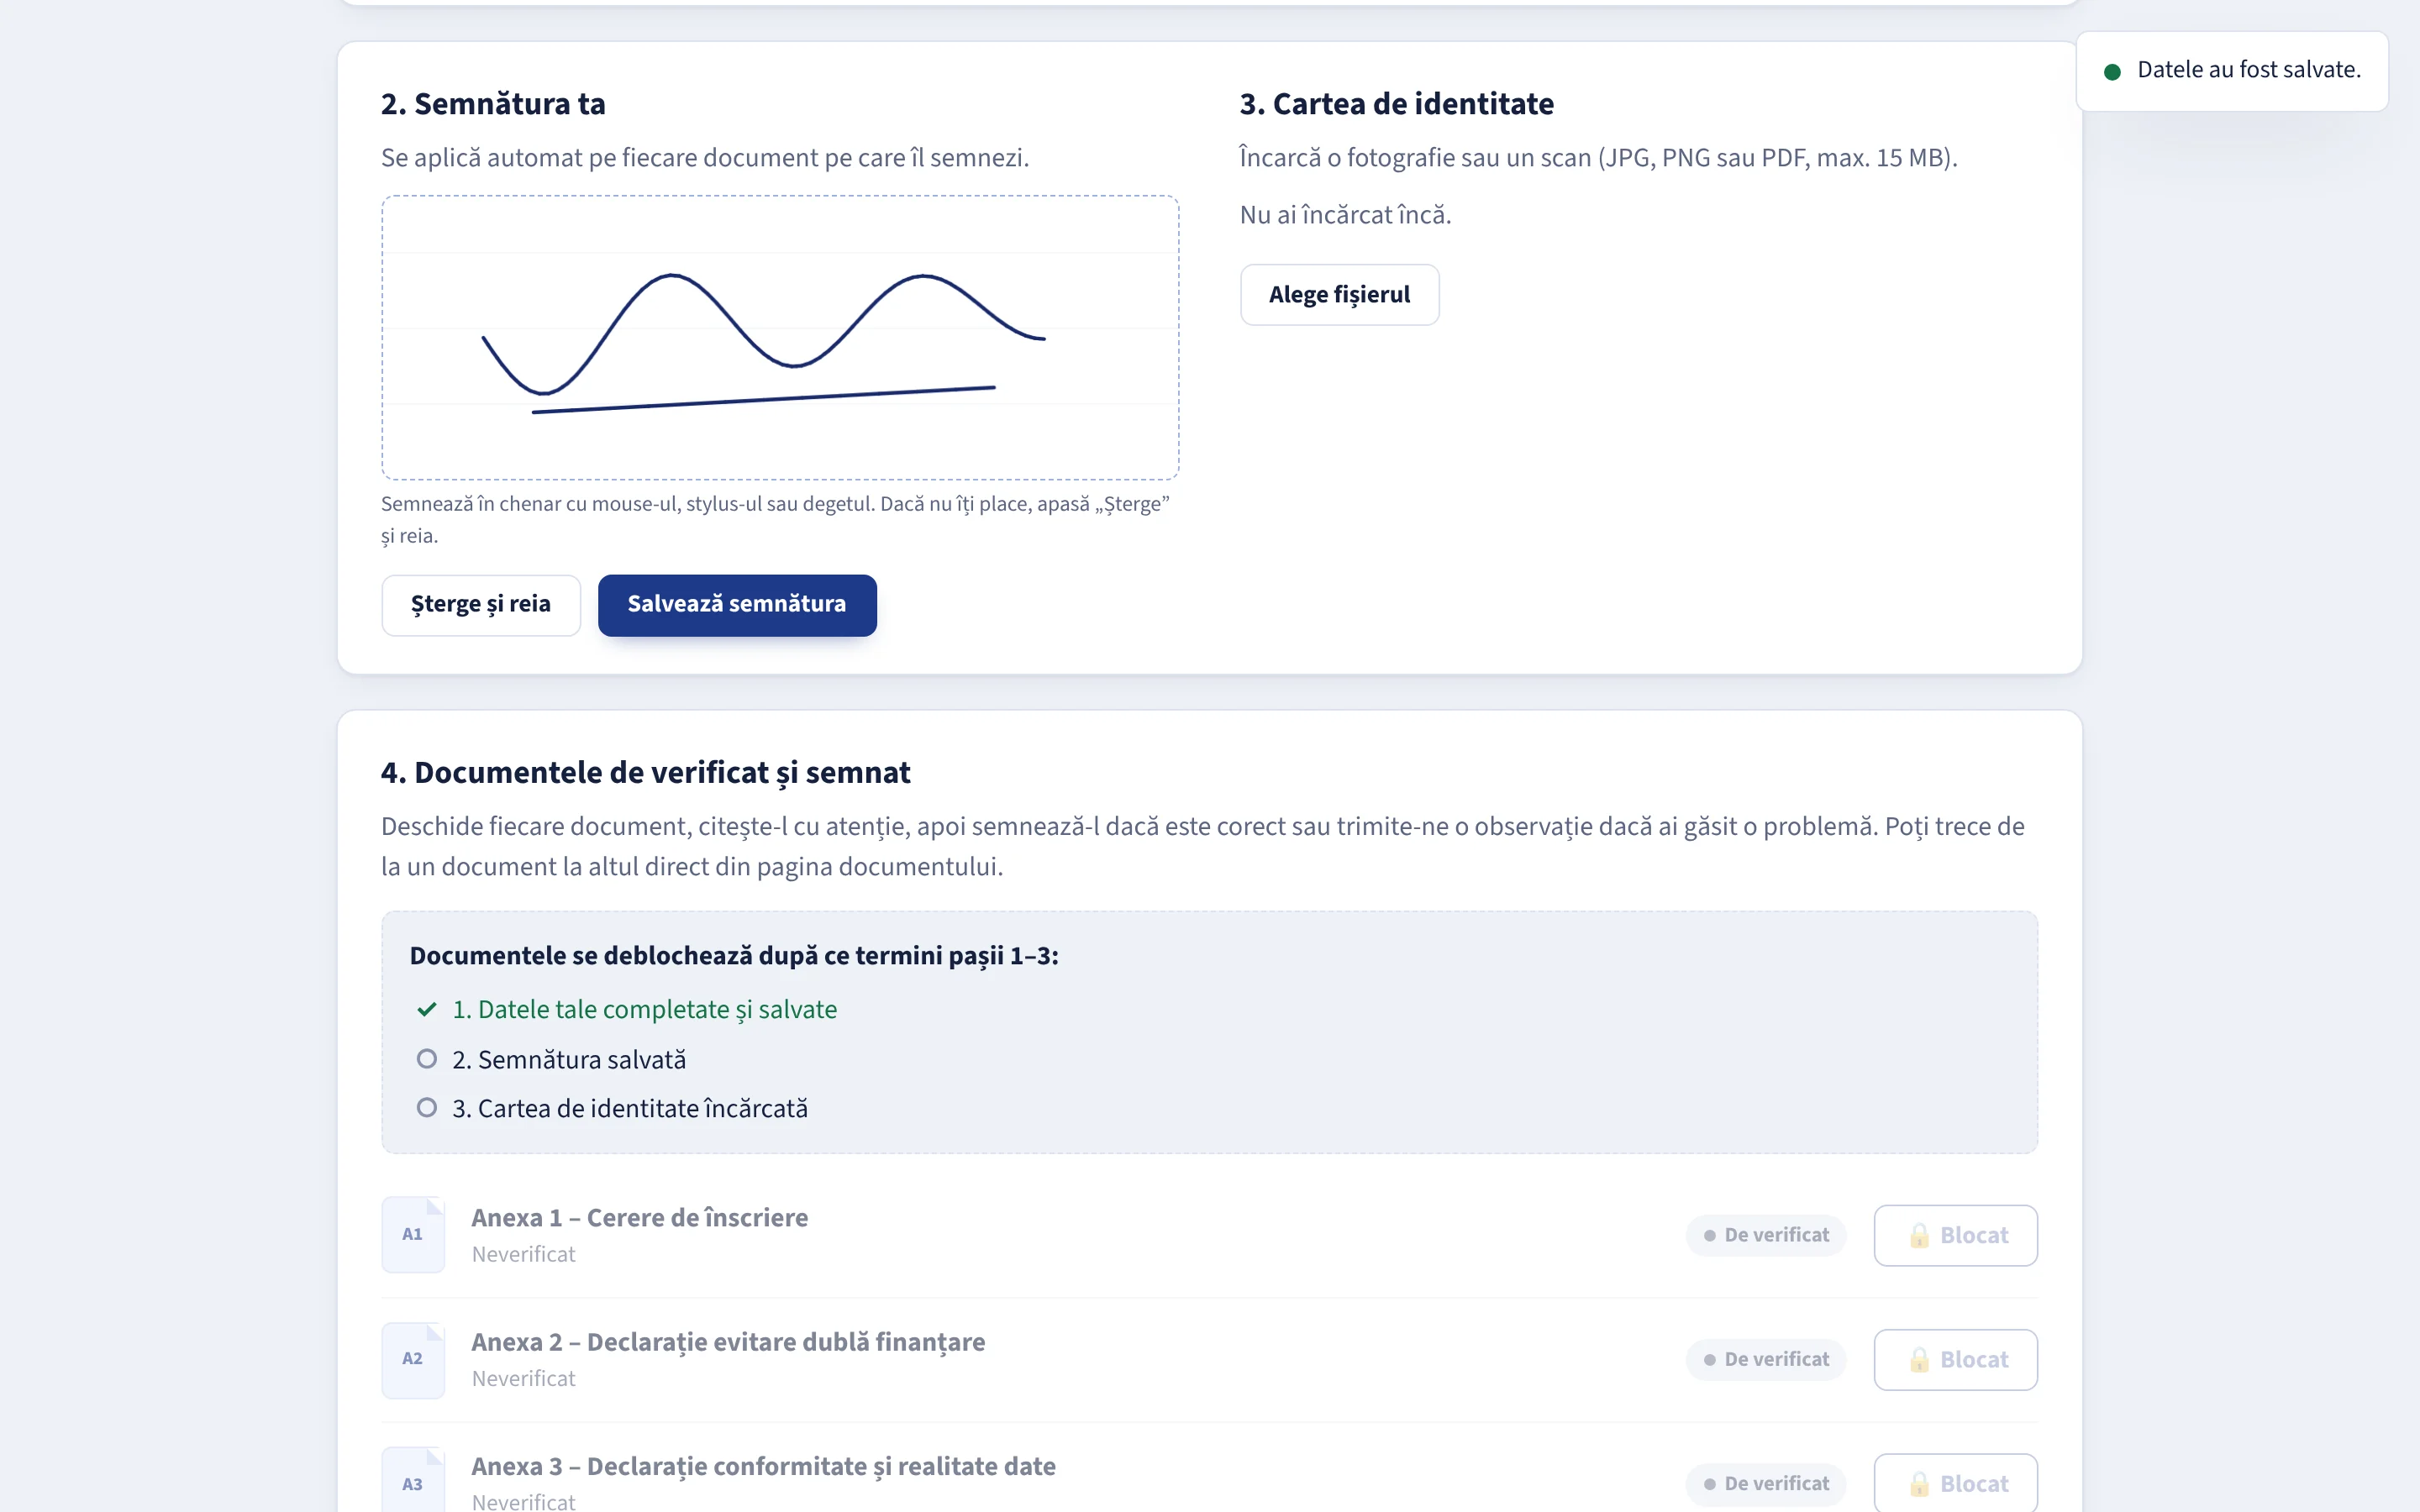 Datele au fost salvate.
2. Semnătura ta
Se aplică automat pe fiecare document pe care îl semnezi.
Semnează în chenar cu mouse-ul, stylus-ul sau degetul. Dacă nu îți place, apasă „Șterge”
și reia.
Șterge și reia
Salvează semnătura
3. Cartea de identitate
Încarcă o fotografie sau un scan (JPG, PNG sau PDF, max. 15 MB).
Nu ai încărcat încă.
Alege fișierul
4. Documentele de verificat și semnat
Deschide fiecare document, citește-l cu atenție, apoi semnează-l dacă este corect sau trimite-ne o observație dacă ai găsit o problemă. Poți trece de
la un document la altul direct din pagina documentului.
Documentele se deblochează după ce termini pașii 1–3:
1. Datele tale completate și salvate
2. Semnătura salvată
3. Cartea de identitate încărcată
A1
Anexa 1 – Cerere de înscriere
Neverificat
De verificat
Blocat
A2
Anexa 2 – Declarație evitare dublă finanțare
Neverificat
De verificat
Blocat
A3
Anexa 3 – Declarație conformitate și realitate date
Neverificat
De verificat
Blocat